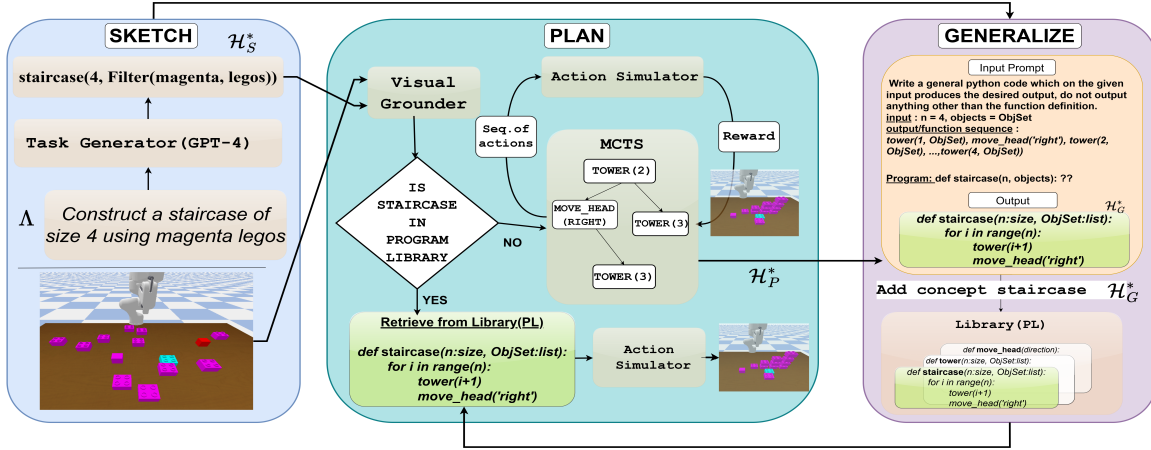 SKETCH
ℋ*S
staircase(4, Filter(magenta, legos))
Task Generator(GPT-4)
Λ
Construct a staircase of
size 4 using magenta legos
PLAN
Visual
Grounder
IS
STAIRCASE
IN
PROGRAM
LIBRARY
NO
YES
Action Simulator
Seq.of
actions
Reward
MCTS
TOWER(2)
MOVE_HEAD
(RIGHT)
TOWER(3)
TOWER(3)
ℋ*P
Retrieve from Library(PL)
def staircase(n:size, ObjSet:list):
for i in range(n):
tower(i+1)
move_head('right')
Action
Simulator
GENERALIZE
Input Prompt
Write a general python code which on the given
input produces the desired output, do not output
anything other than the function definition.
input : n = 4, objects = ObjSet
output/function sequence :
tower(1, ObjSet), move_head('right'), tower(2,
ObjSet), ...,tower(4, ObjSet))
Program: def staircase(n, objects): ??
Output
ℋ*G
def staircase(n:size, ObjSet:list):
for i in range(n):
tower(i+1)
move_head('right')
Add concept staircase ℋ*G
Library(PL)
def move_head(direction):
def tower(n:size, ObjSet:list):
def staircase(n:size, ObjSet:list):
for i in range(n):
tower(i+1)
move_head('right')